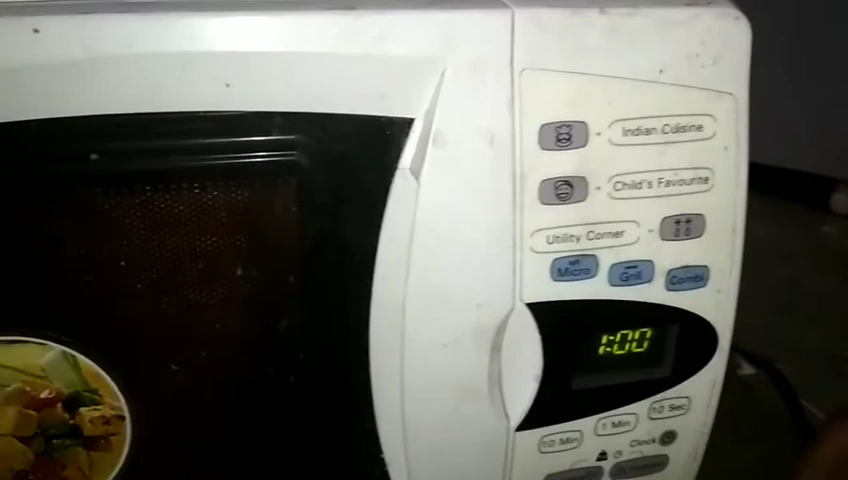 Indian Cuisine
Child's Favourite
Utility Corner
Micro Grill Combi
1:00
10 Min 1 Min 10 Sec
Clock